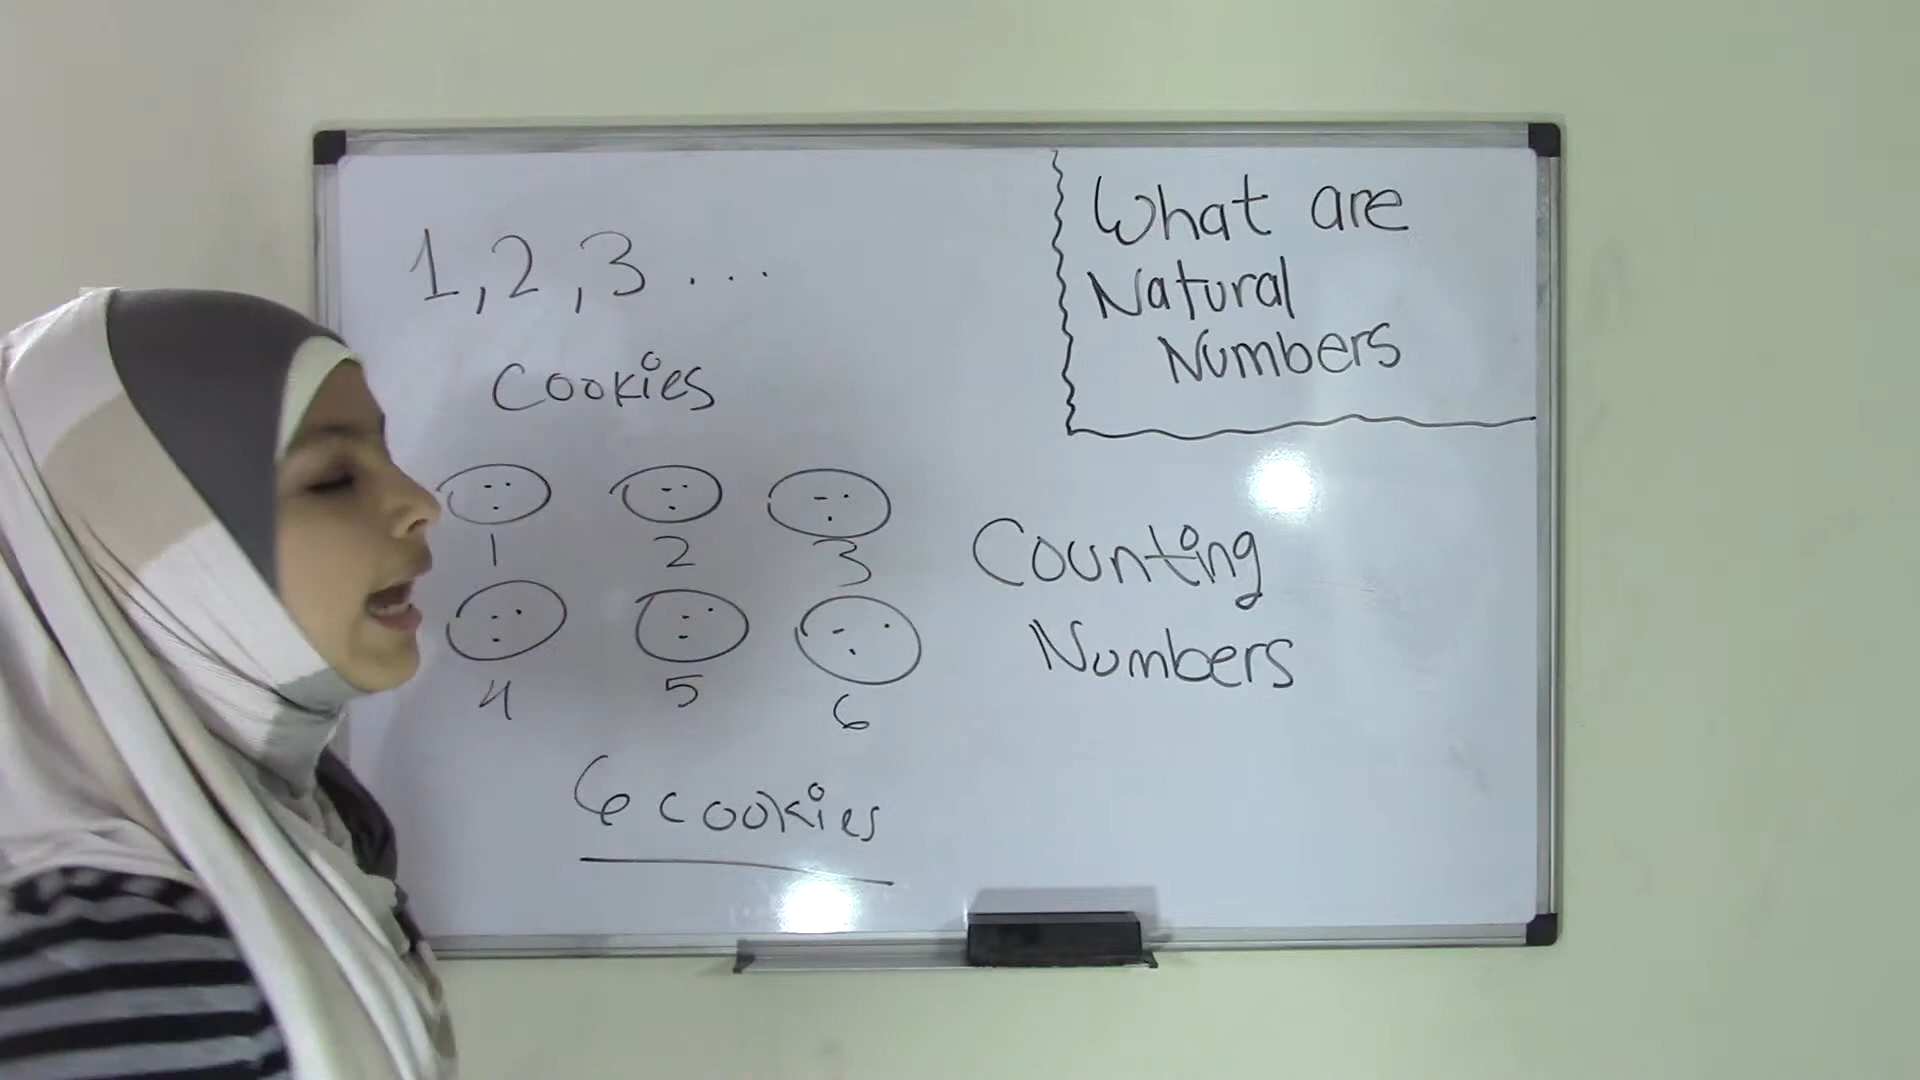 1, 2, 3 ...
What are
Natural
Numbers
Cookies
1 2 3
4 5 6
Counting
Numbers
6 cookies